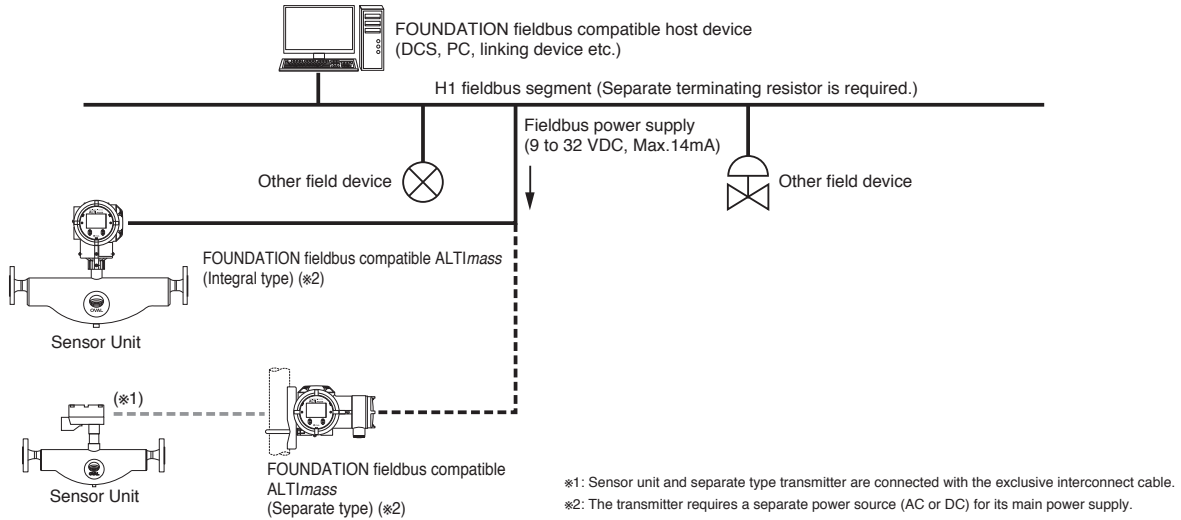 FOUNDATION fieldbus compatible host device
(DCS, PC, linking device etc.)
H1 fieldbus segment (Separate terminating resistor is required.)
Fieldbus power supply
(9 to 32 VDC, Max.14mA)
Other field device
Other field device
FOUNDATION fieldbus compatible ALTImass
(Integral type) (※2)
OVAL
Sensor Unit
(※1)
OVAL
Sensor Unit
FOUNDATION fieldbus compatible
ALTImass
(Separate type) (※2)
※1: Sensor unit and separate type transmitter are connected with the exclusive interconnect cable.
※2: The transmitter requires a separate power source (AC or DC) for its main power supply.